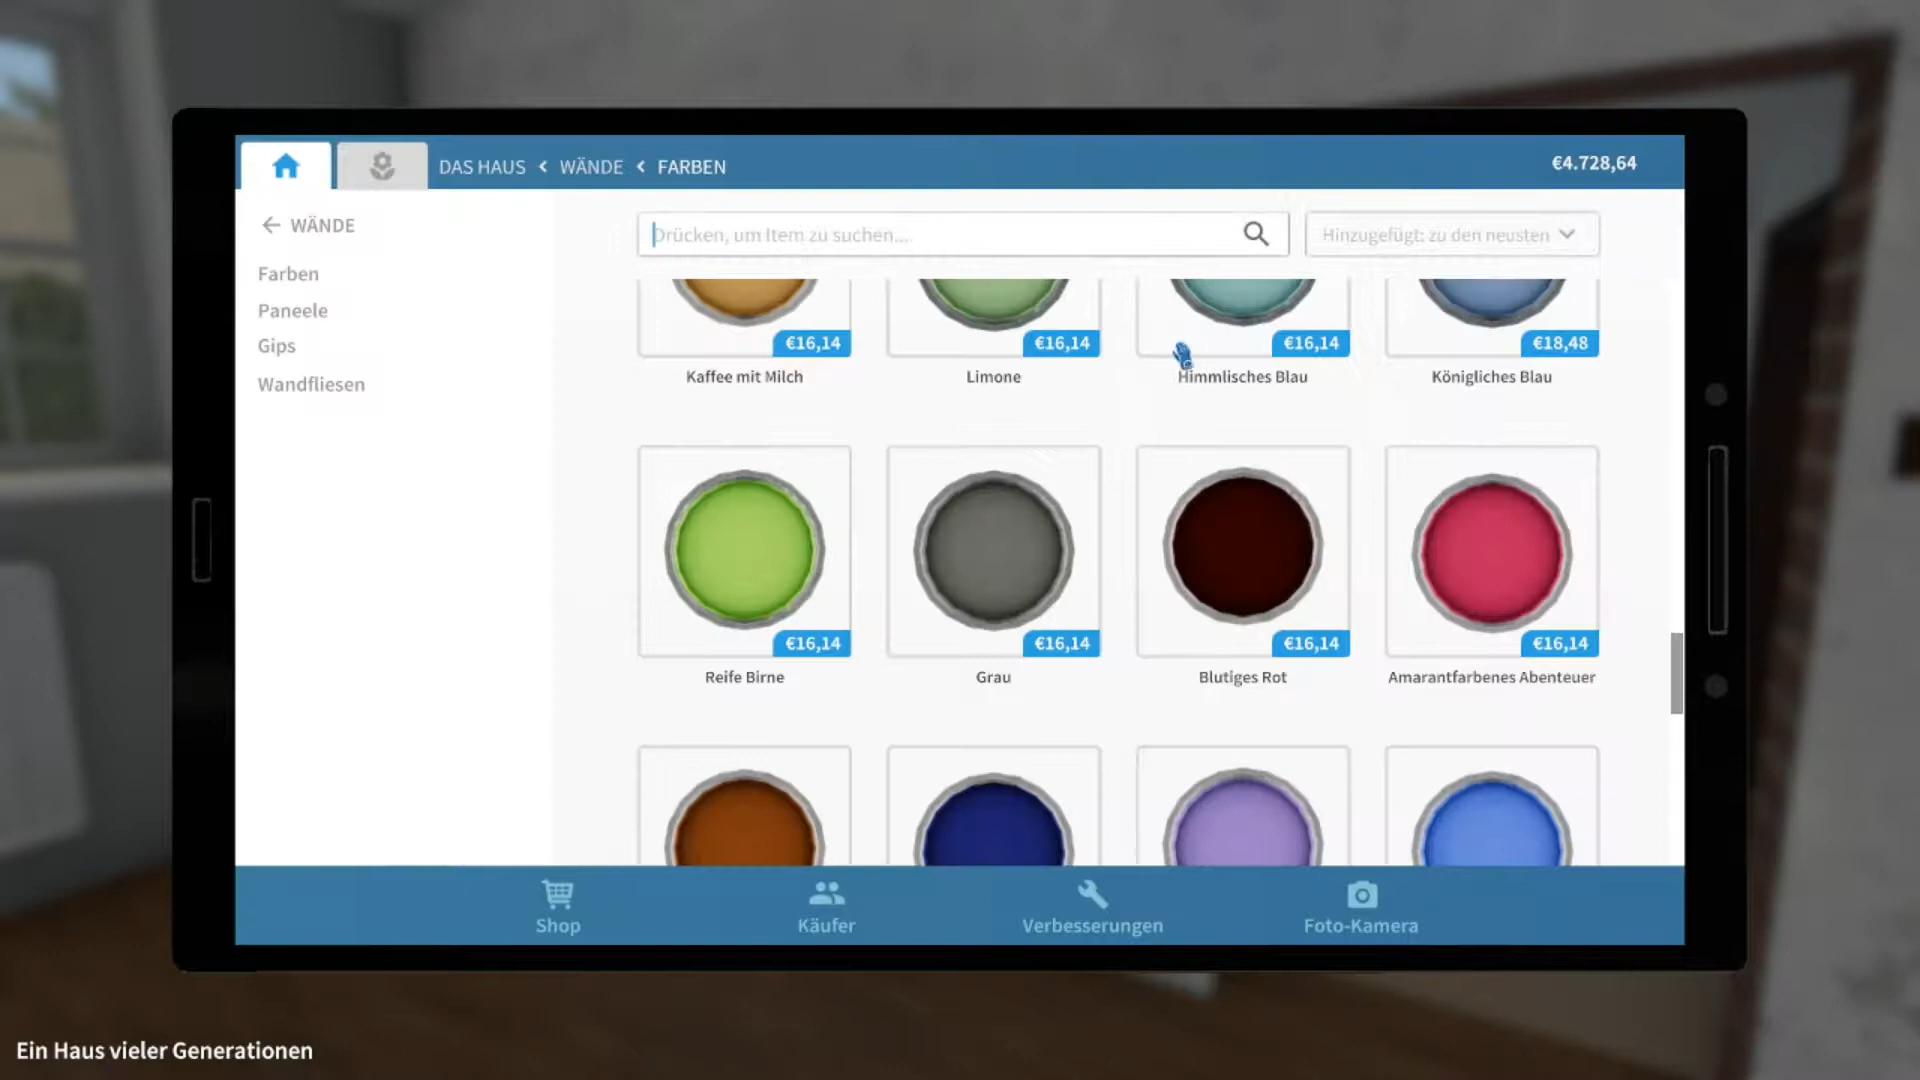 DAS HAUS < WÄNDE < FARBEN
€4.728,64
← WÄNDE
Farben
Paneele
Gips
Wandfliesen
Drücken, um Item zu suchen....
Hinzugefügt: zu den neusten
€16,14
€16,14
€16,14
€18,48
Kaffee mit Milch
Limone
Himmlisches Blau
Königliches Blau
€16,14
€16,14
€16,14
€16,14
Reife Birne
Grau
Blutiges Rot
Amarantfarbenes Abenteuer
Shop
Käufer
Verbesserungen
Foto-Kamera
Ein Haus vieler Generationen